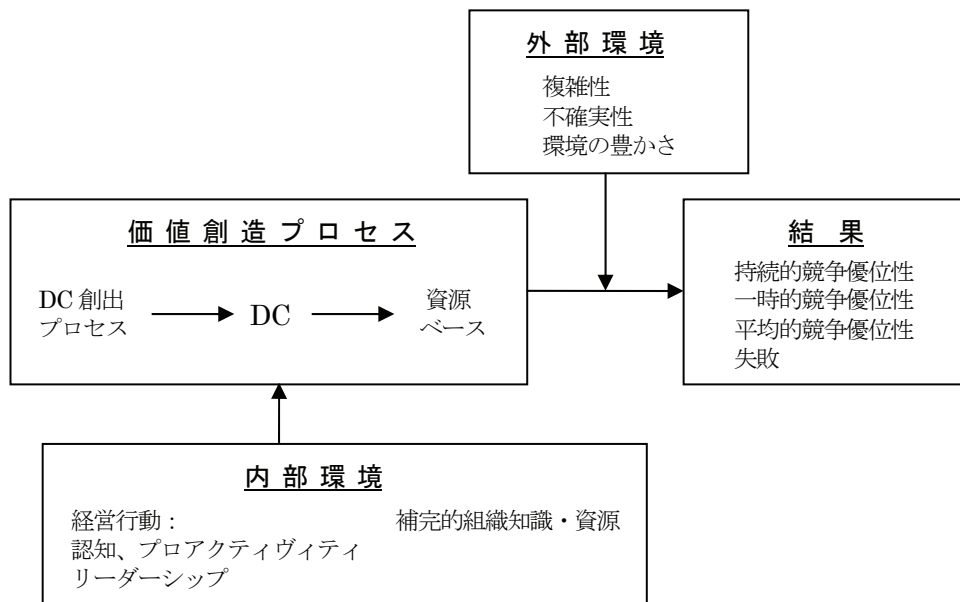 外部環境
複雑性
不確実性
環境の豊かさ
価値創造プロセス
DC 創出
プロセス
DC
資源
ベース
結果
持続的競争優位性
一時的競争優位性
平均的競争優位性
失敗
内部環境
経営行動：
認知、プロアクティヴィティ
リーダーシップ
補完的組織知識・資源